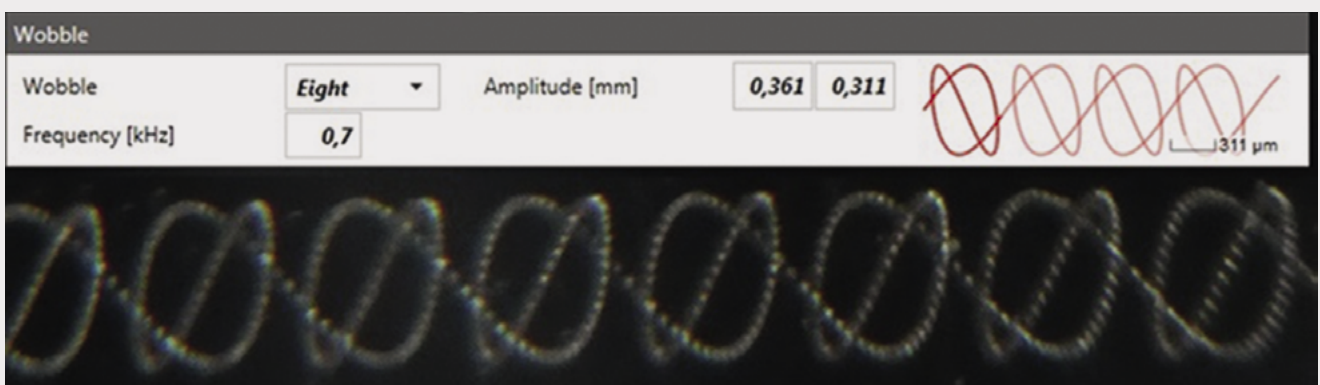 Wobble
Wobble Eight Amplitude [mm] 0,361 0,311
Frequency [kHz] 0,7
311 µm